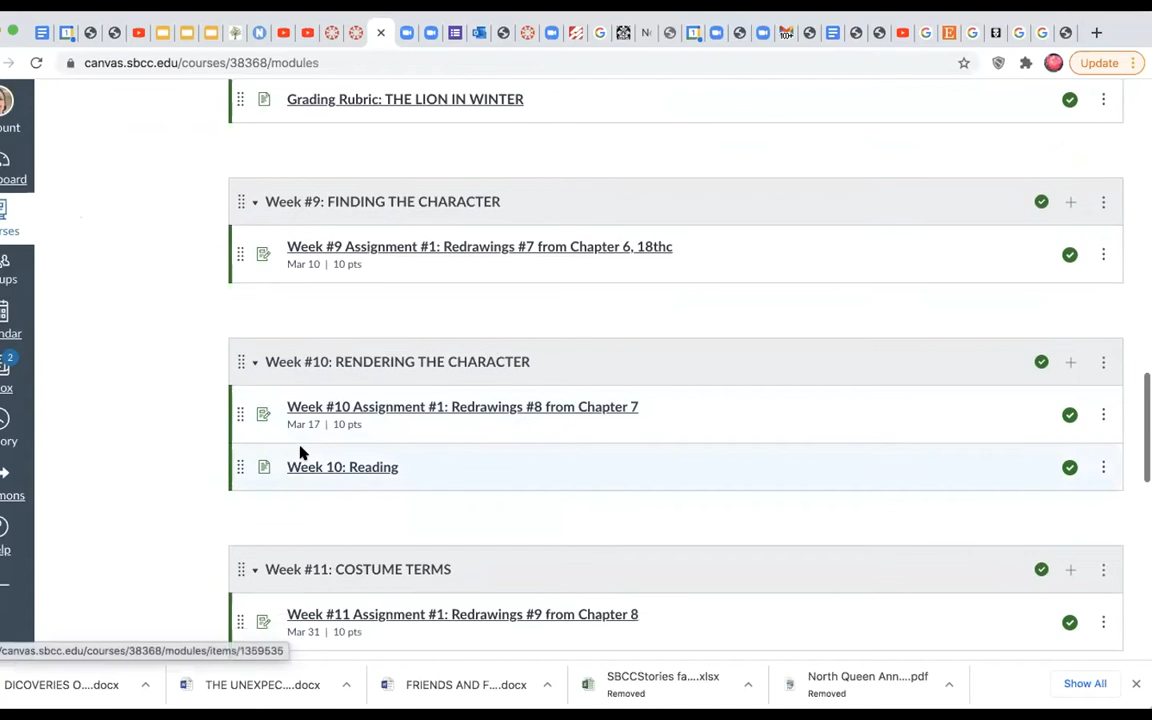 Update
canvas.sbcc.edu/courses/38368/modules
Grading Rubric: THE LION IN WINTER
ount
board
Week #9: FINDING THE CHARACTER
rses
Week #9 Assignment #1: Redrawings #7 from Chapter 6, 18thc
Mar 10 | 10 pts
ups
ndar
2
Week #10: RENDERING THE CHARACTER
ox
Week #10 Assignment #1: Redrawings #8 from Chapter 7
Mar 17 | 10 pts
ory
Week 10: Reading
mons
elp
Week #11: COSTUME TERMS
Week #11 Assignment #1: Redrawings #9 from Chapter 8
Mar 31 | 10 pts
/canvas.sbcc.edu/courses/38368/modules/items/1359535
DICOVERIES O....docx
THE UNEXPEC....docx
FRIENDS AND F....docx
SBCCStories fa....xlsx
Removed
North Queen Ann....pdf
Removed
Show All